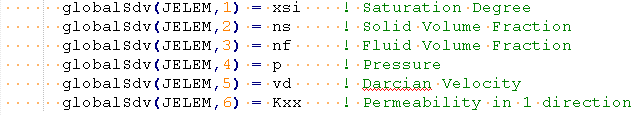 globalSdv(JELEM,1) = xsi ! Saturation Degree
globalSdv(JELEM,2) = ns ! Solid Volume Fraction
globalSdv(JELEM,3) = nf ! Fluid Volume Fraction
globalSdv(JELEM,4) = p ! Pressure
globalSdv(JELEM,5) = vd ! Darcian Velocity
globalSdv(JELEM,6) = Kxx ! Permeability in 1 direction